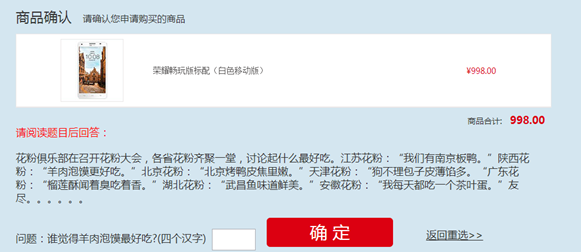 商品确认 请确认您申请购买的商品
荣耀畅玩版标配（白色移动版） ¥998.00
商品合计： 998.00
请阅读题目后回答：
花粉俱乐部在召开花粉大会，各省花粉齐聚一堂，讨论起什么最好吃。江苏花粉：“我们有南京板鸭。”陕西花
粉：“羊肉泡馍更好吃。”北京花粉：“北京烤鸭皮焦里嫩。”天津花粉：“狗不理包子皮薄馅多。”广东花
粉：“榴莲酥闻着臭吃着香。”湖北花粉：“武昌鱼味道鲜美。”安徽花粉：“我每天都吃一个茶叶蛋。”友
尽。。。。。。
问题：谁觉得羊肉泡馍最好吃?(四个汉字) 确 定 返回重选>>